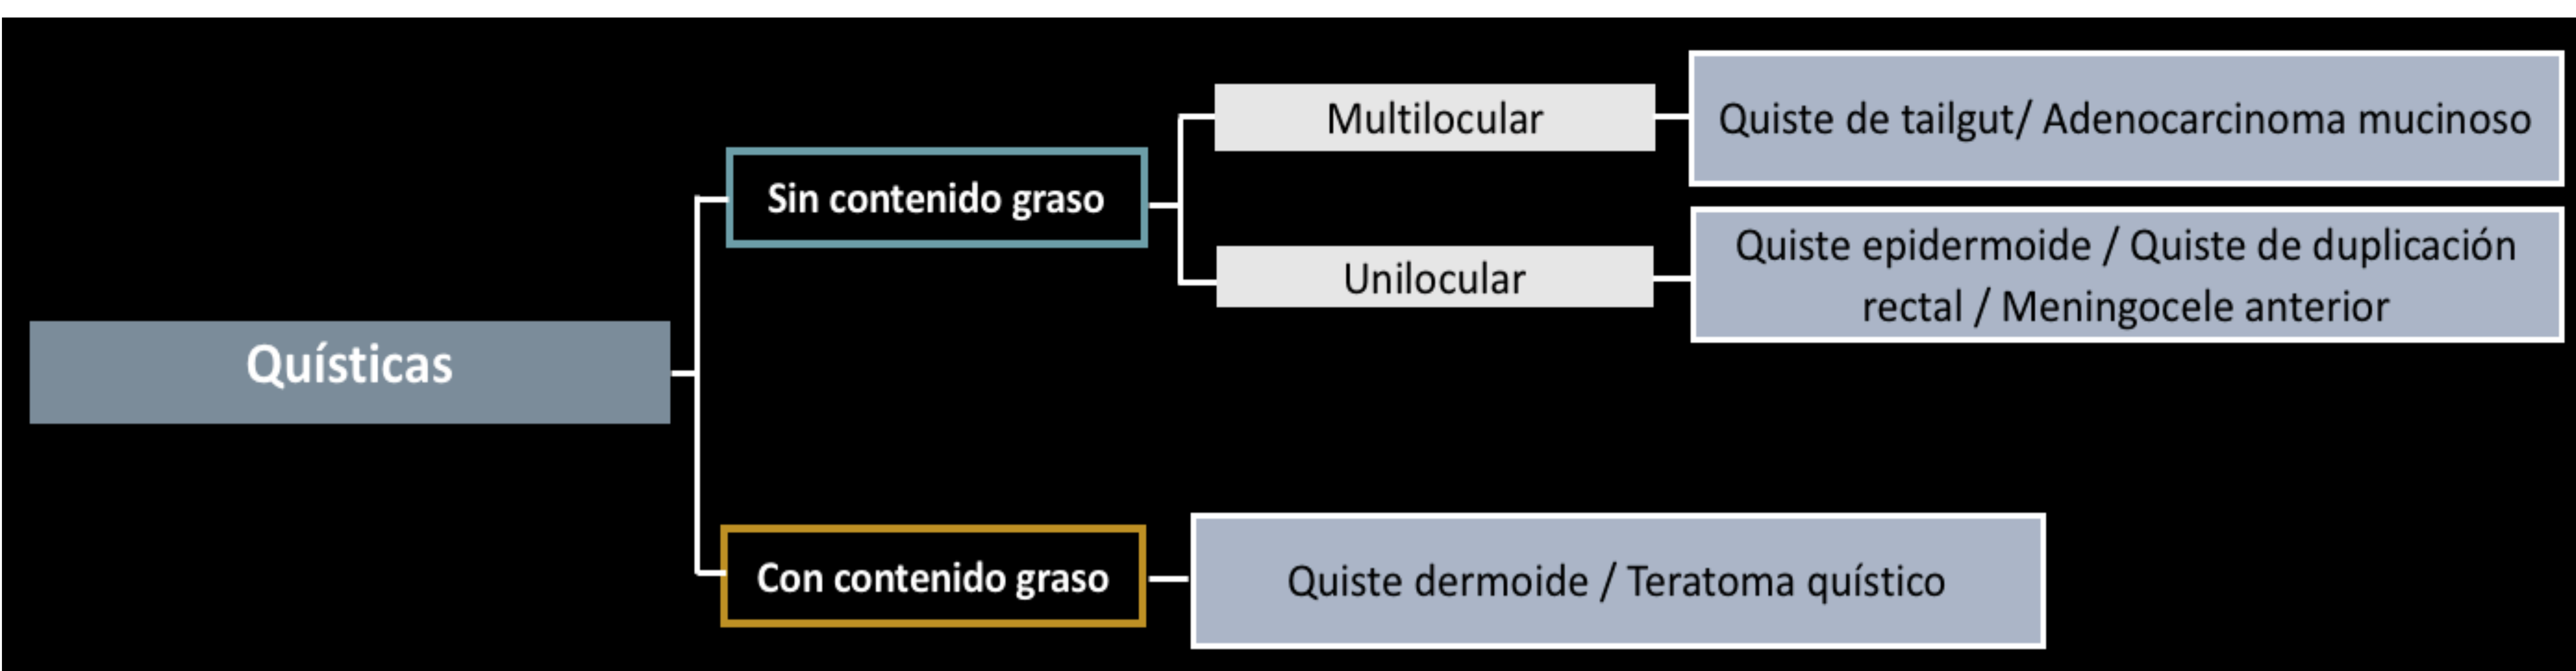 Quísticas
Sin contenido graso
Multilocular
Quiste de tailgut/ Adenocarcinoma mucinoso
Unilocular
Quiste epidermoide / Quiste de duplicación
rectal / Meningocele anterior
Con contenido graso
Quiste dermoide / Teratoma quístico